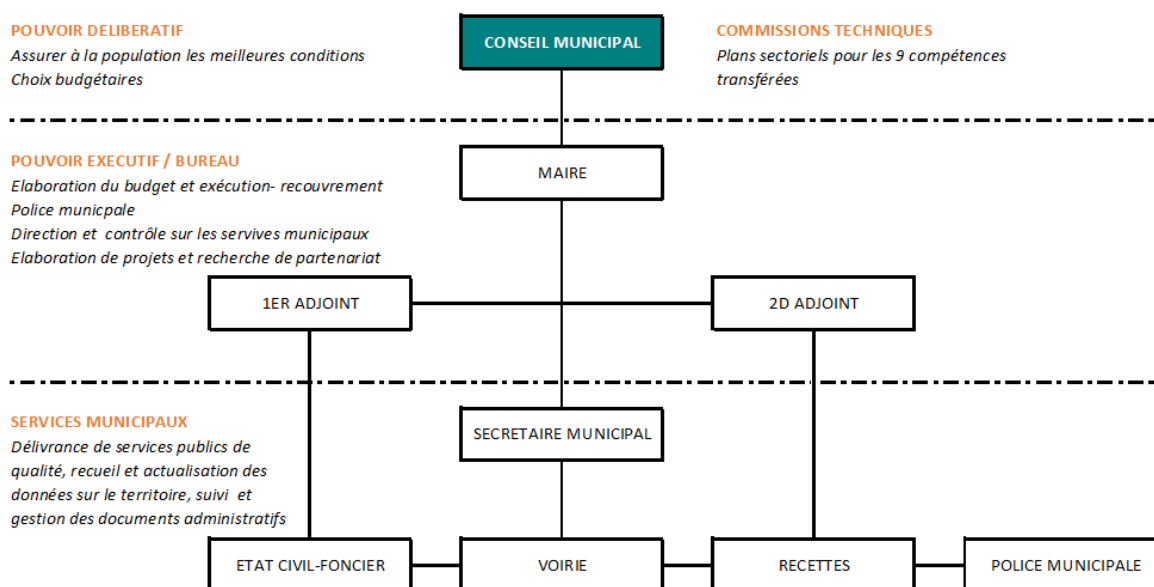 POUVOIR DELIBERATIF
Assurer à la population les meilleures conditions
Choix budgétaires
CONSEIL MUNICIPAL
COMMISSIONS TECHNIQUES
Plans sectoriels pour les 9 compétences
transférées
POUVOIR EXECUTIF / BUREAU
Elaboration du budget et exécution- recouvrement
Police municpale
Direction et contrôle sur les servives municipaux
Elaboration de projets et recherche de partenariat
MAIRE
1ER ADJOINT
2D ADJOINT
SERVICES MUNICIPAUX
Délivrance de services publics de
qualité, recueil et actualisation des
données sur le territoire, suivi et
gestion des documents administratifs
SECRETAIRE MUNICIPAL
ETAT CIVIL-FONCIER
VOIRIE
RECETTES
POLICE MUNICIPALE